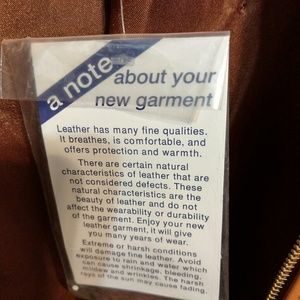 a note
about your
new garment
Leather has many fine qualities.
It breathes, is comfortable, and
offers protection and warmth.
There are certain natural
characteristics of leather that are
not considered defects. These
natural characteristics are the
beauty of leather and do not
affect the wearability or durability
of the garment. Enjoy your new
leather garment, it will give
you many years of wear.
Extreme or harsh conditions
will damage fine leather. Avoid
exposure to rain and water which
can cause shrinkage, bleeding,
mildew and wrinkles. The harsh
rays of the sun may cause fading.